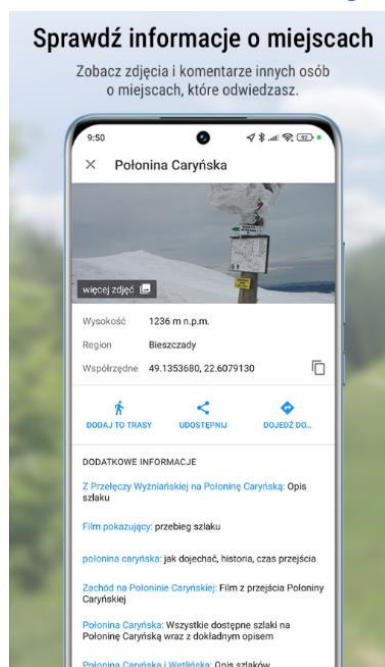 Sprawdź informacje o miejscach
Zobacz zdjęcia i komentarze innych osób
o miejscach, które odwiedzasz.
9:50
Połonina Caryńska
więcej zdjęć
Wysokość 1236 m n.p.m.
Region Bieszczady
Współrzędne 49.1353680, 22.6079130
DODAJ TO TRASY UDOSTĘPNIJ DOJEDŹ DO...
DODATKOWE INFORMACJE
Z Przełęczy Wyżniańskiej na Połoninę Caryńską: Opis
szlaku
Film pokazujący: przebieg szlaku
połonina caryńska: jak dojechać, historia, czas przejścia
Zachód na Połoninie Caryńskiej: Film z przejścia Połoniny
Caryńskiej
Połonina Caryńska: Wszystkie dostępne szlaki na
Połoninę Caryńską wraz z dokładnym opisem
Połonina Caryńska i Wetlińska: Opis szlaków